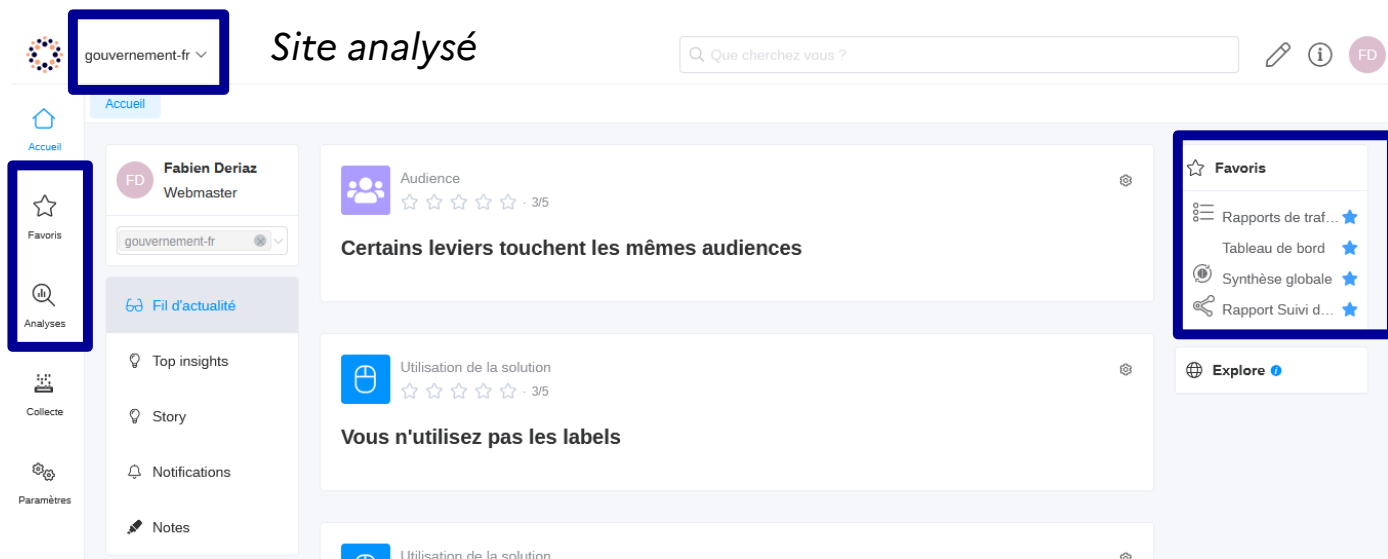 gouvernement-fr
Site analysé
Que cherchez vous ?
FD
Accueil
Accueil
Favoris
Analyses
Collecte
Paramètres
FD
Fabien Deriaz
Webmaster
gouvernement-fr
Fil d'actualité
Top insights
Story
Notifications
Notes
Audience
· 3/5
Certains leviers touchent les mêmes audiences
Utilisation de la solution
· 3/5
Vous n'utilisez pas les labels
Utilisation de la solution
Favoris
Rapports de traf...
Tableau de bord
Synthèse globale
Rapport Suivi d...
Explore